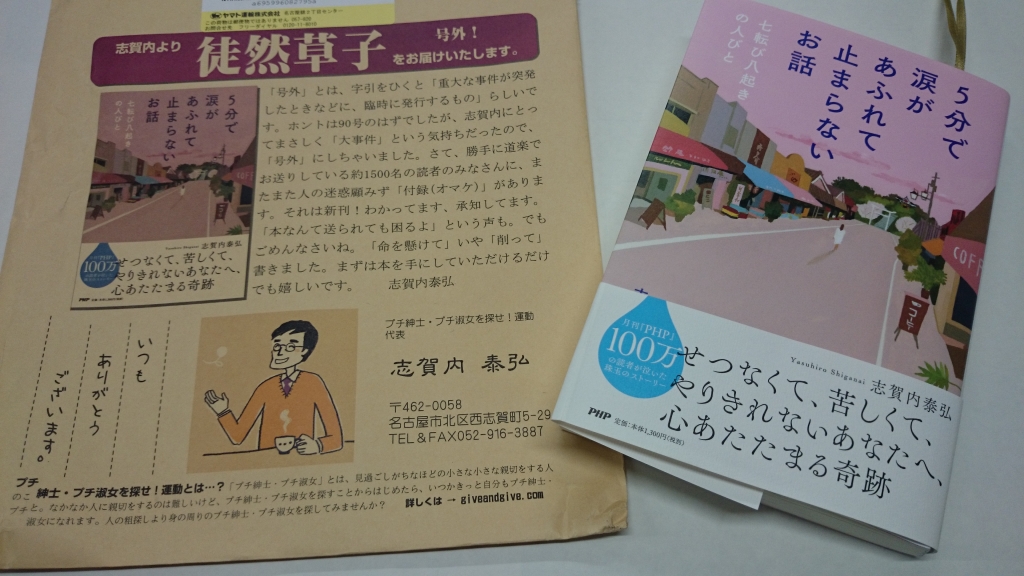 ヤマト運輸株式会社
志賀内より 徒然草子 号外!
をお届けいたします。
「号外」とは、字引をひくと「重大な事件が突発
したときなどに、臨時に発行するもの」らしいで
す。ホントは90号のはずでしたが、志賀内にとっ
てまさしく「大事件」という気持ちだったので、
「号外」にしちゃいました。さて、勝手に道楽で
お送りしている約1500名の読者のみなさんに、ま
たまた人の迷惑顧みず「付録(オマケ)」がありま
す。それは新刊!わかってます、承知してます。
「本なんて送られても困るよ」という声も。でも
ごめんなさいね。「命を懸けて」いや「削って」
書きました。まずは本を手にしていただけるだけ
でも嬉しいです。 志賀内泰弘
5分で
涙が
あふれて
止まらない
お話
七転び八起き
の人びと
志賀内泰弘
100万
せつなくて、苦しくて、
やりきれないあなたへ、
心あたたまる奇跡
PHP
いつも
ありがとう
ございます。
プチ紳士・プチ淑女を探せ!運動
代表
志賀内 泰弘
〒462-0058
名古屋市北区西志賀町5-29
TEL&FAX052-916-3887
プチ紳士・プチ淑女を探せ!運動とは…?「プチ紳士・プチ淑女」とは、見過ごしがちなほどの小さな小さな親切をする人
のこと。なかなか人に親切をするのは難しいけど、プチ紳士・プチ淑女を探すことからはじめたら、いつかきっと自分もプチ紳士・プチ
淑女になれます。人の粗探しより身の周りのプチ紳士・プチ淑女を探してみませんか? 詳しくは → giveandgive.com
5分で
涙が
あふれて
止まらない
お話
七転び八起き
の人びと
COFF
コーヒー
月刊「PHP」
100万
の読者が泣いた
珠玉のストーリー
Yasuhiro Shiganai 志賀内泰弘
せつなくて、苦しくて、
やりきれないあなたへ、
心あたたまる奇跡
PHP
定価:本体1,300円(税別)